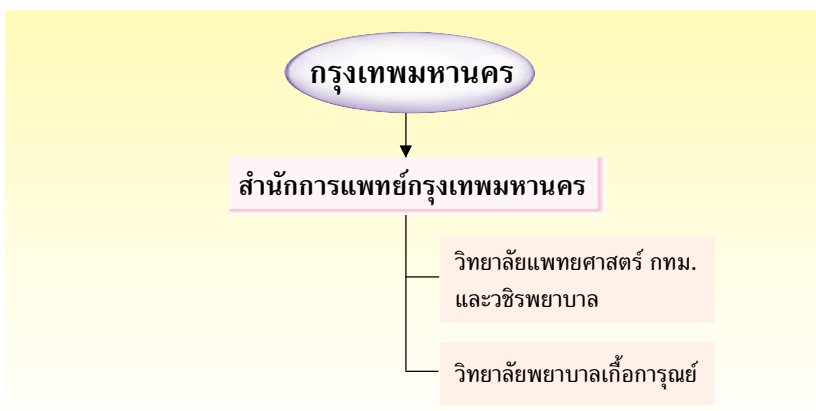 กรุงเทพมหานคร
สำนักการแพทย์กรุงเทพมหานคร
วิทยาลัยแพทยศาสตร์ กทม.
และวชิรพยาบาล
วิทยาลัยพยาบาลเกื้อการุณย์